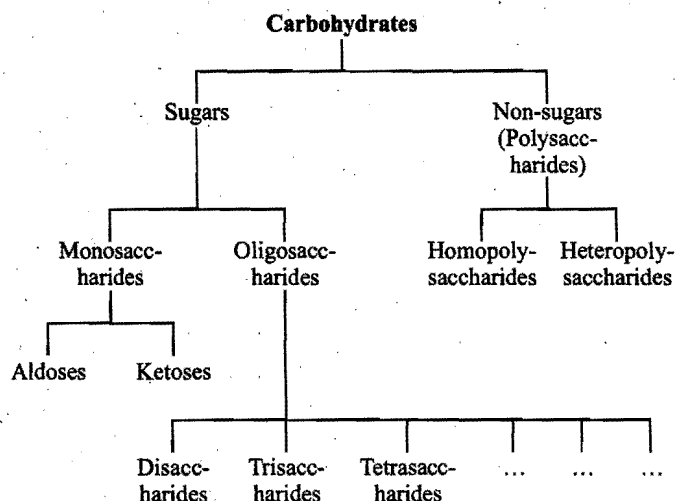 Carbohydrates
Sugars
Non-sugars
(Polysacc-
harides)
Monosacc-
harides
Oligosacc-
harides
Homopoly-
saccharides
Heteropoly-
saccharides
Aldoses
Ketoses
Disacc-
harides
Trisacc-
harides
Tetrasacc-
harides
...
...
...